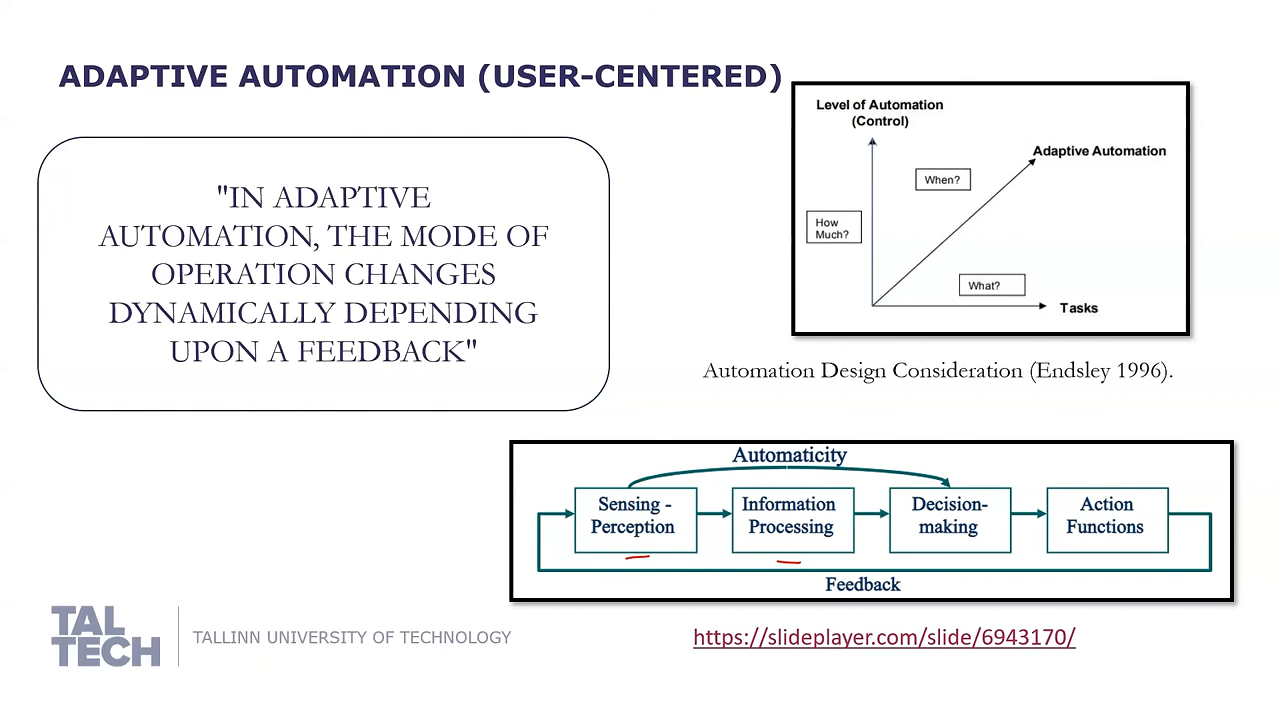 ADAPTIVE AUTOMATION (USER-CENTERED)
"IN ADAPTIVE
AUTOMATION, THE MODE OF
OPERATION CHANGES
DYNAMICALLY DEPENDING
UPON A FEEDBACK"
Level of Automation
(Control)
Adaptive Automation
When?
How
Much?
What?
Tasks
Automation Design Consideration (Endsley 1996).
Automaticity
Sensing -
Perception
Information
Processing
Decision-
making
Action
Functions
Feedback
TAL
TECH
TALLINN UNIVERSITY OF TECHNOLOGY
https://slideplayer.com/slide/6943170/